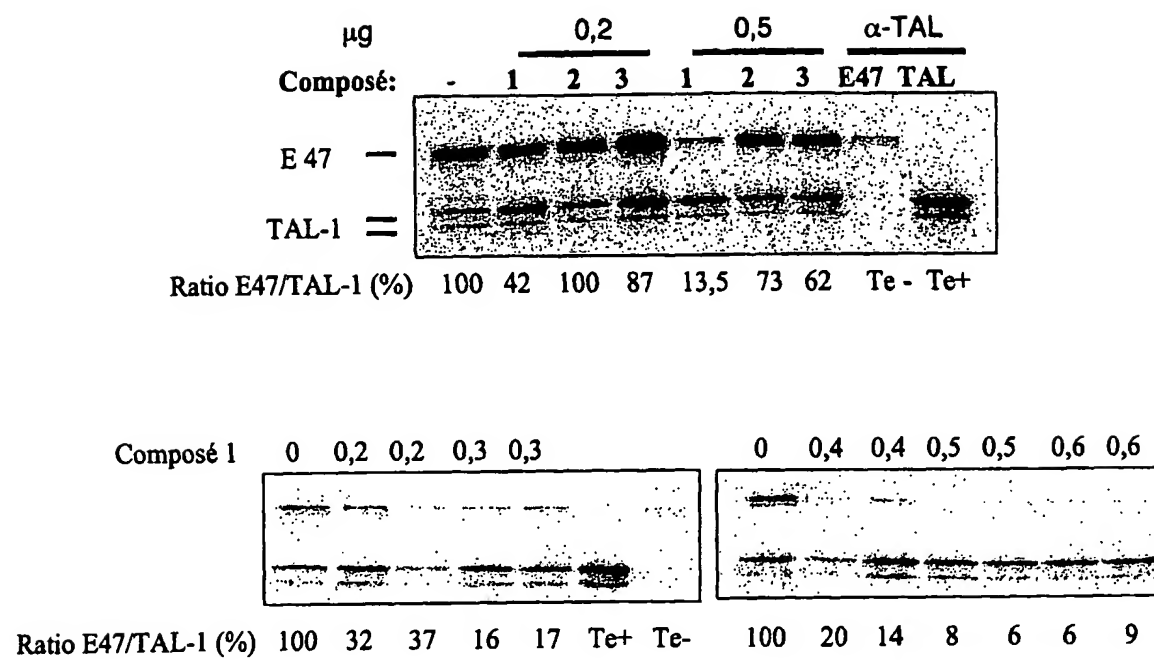 µg 0,2 0,5 α-TAL
Composé: - 1 2 3 1 2 3 E47 TAL
E 47
TAL-1
Ratio E47/TAL-1 (%) 100 42 100 87 13,5 73 62 Te - Te+
Composé 1 0 0,2 0,2 0,3 0,3 0 0,4 0,4 0,5 0,5 0,6 0,6
Ratio E47/TAL-1 (%) 100 32 37 16 17 Te+ Te- 100 20 14 8 6 6 9